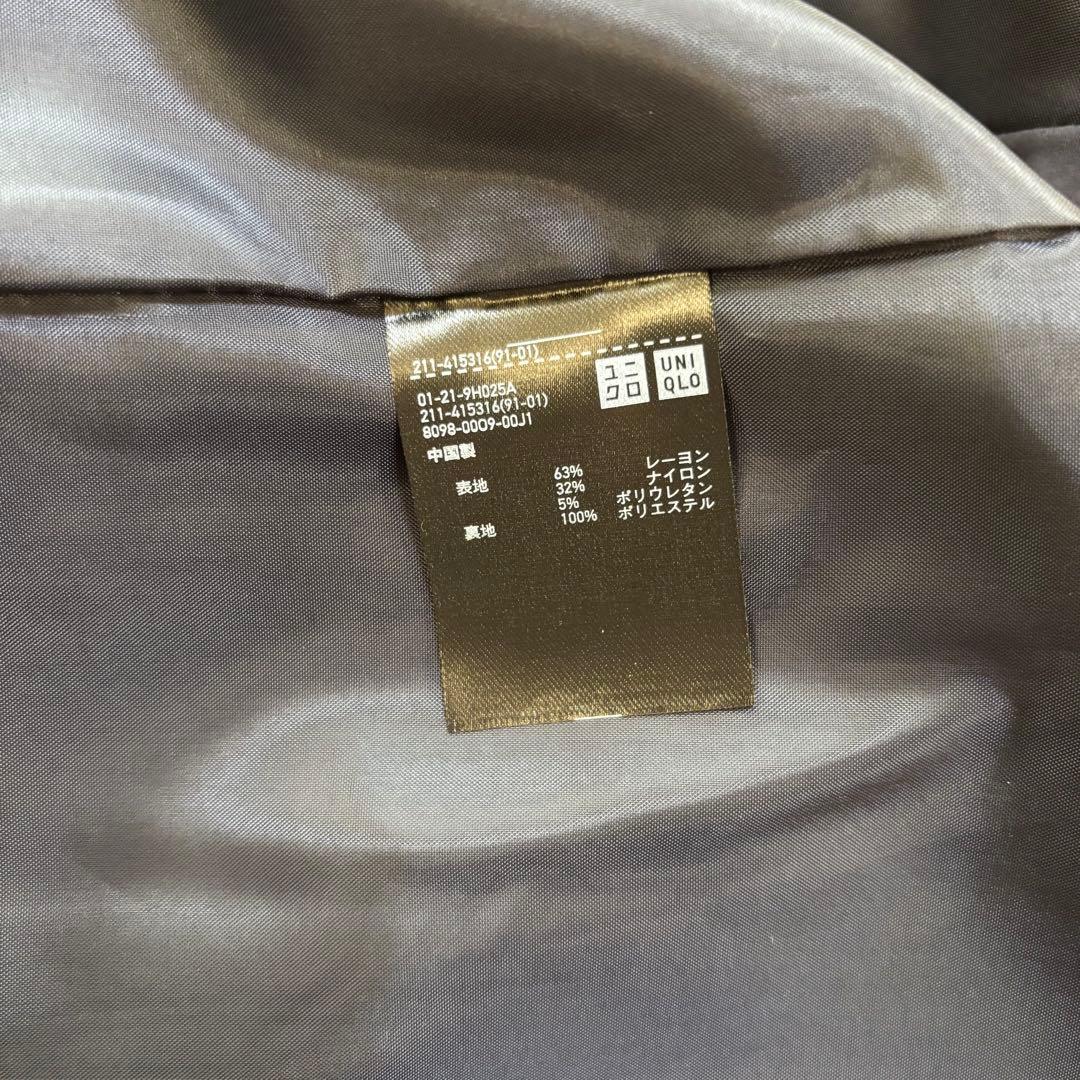 211-415316(91-01)
ユニ
クロ
UNI
QLO
01-21-9H025A
211-415316(91-01)
8098-0009-00J1
中国製
表地 63% レーヨン
32% ナイロン
5% ポリウレタン
裏地 100% ポリエステル